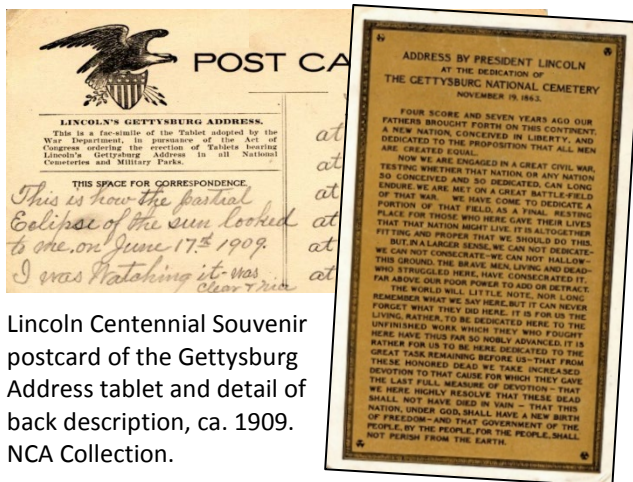 POST CA
LINCOLN'S GETTYSBURG ADDRESS.
This is a fac-simile of the Tablet adopted by the
War Department, in pursuance of the Act of
Congress ordering the erection of Tablets bearing
Lincoln's Gettysburg Address in all National
Cemeteries and Military Parks.
THIS SPACE FOR CORRESPONDENCE
This is how the partial
Eclipse of the sun looked
to me, on June 17th 1909.
I was Watching it-was
clear &
at
at
at
at
at
at
ADDRESS BY PRESIDENT LINCOLN
AT THE DEDICATION OF
THE GETTYSBURG NATIONAL CEMETERY
NOVEMBER 19, 1863.
FOUR SCORE AND SEVEN YEARS AGO OUR
FATHERS BROUGHT FORTH ON THIS CONTINENT,
A NEW NATION, CONCEIVED IN LIBERTY, AND
DEDICATED TO THE PROPOSITION THAT ALL MEN
ARE CREATED EQUAL.
NOW WE ARE ENGAGED IN A GREAT CIVIL WAR,
TESTING WHETHER THAT NATION, OR ANY NATION
SO CONCEIVED AND SO DEDICATED, CAN LONG
ENDURE. WE ARE MET ON A GREAT BATTLE-FIELD
OF THAT WAR. WE HAVE COME TO DEDICATE A
PORTION OF THAT FIELD, AS A FINAL RESTING
PLACE FOR THOSE WHO HERE GAVE THEIR LIVES
THAT THAT NATION MIGHT LIVE. IT IS ALTOGETHER
FITTING AND PROPER THAT WE SHOULD DO THIS.
BUT, IN A LARGER SENSE, WE CAN NOT DEDICATE-
WE CAN NOT CONSECRATE-WE CAN NOT HALLOW-
THIS GROUND. THE BRAVE MEN, LIVING AND DEAD-
WHO STRUGGLED HERE, HAVE CONSECRATED IT,
FAR ABOVE OUR POOR POWER TO ADD OR DETRACT.
THE WORLD WILL LITTLE NOTE, NOR LONG
REMEMBER WHAT WE SAY HERE, BUT IT CAN NEVER
FORGET WHAT THEY DID HERE. IT IS FOR US THE
LIVING, RATHER, TO BE DEDICATED HERE TO THE
UNFINISHED WORK WHICH THEY WHO FOUGHT
HERE HAVE THUS FAR SO NOBLY ADVANCED. IT IS
RATHER FOR US TO BE HERE DEDICATED TO THE
GREAT TASK REMAINING BEFORE US-THAT FROM
THESE HONORED DEAD WE TAKE INCREASED
DEVOTION TO THAT CAUSE FOR WHICH THEY GAVE
THE LAST FULL MEASURE OF DEVOTION-THAT
WE HERE HIGHLY RESOLVE THAT THESE DEAD
SHALL NOT HAVE DIED IN VAIN-THAT THIS
NATION, UNDER GOD, SHALL HAVE A NEW BIRTH
OF FREEDOM-AND THAT GOVERNMENT OF THE
PEOPLE, BY THE PEOPLE, FOR THE PEOPLE, SHALL
NOT PERISH FROM THE EARTH.
Lincoln Centennial Souvenir
postcard of the Gettysburg
Address tablet and detail of
back description, ca. 1909.
NCA Collection.